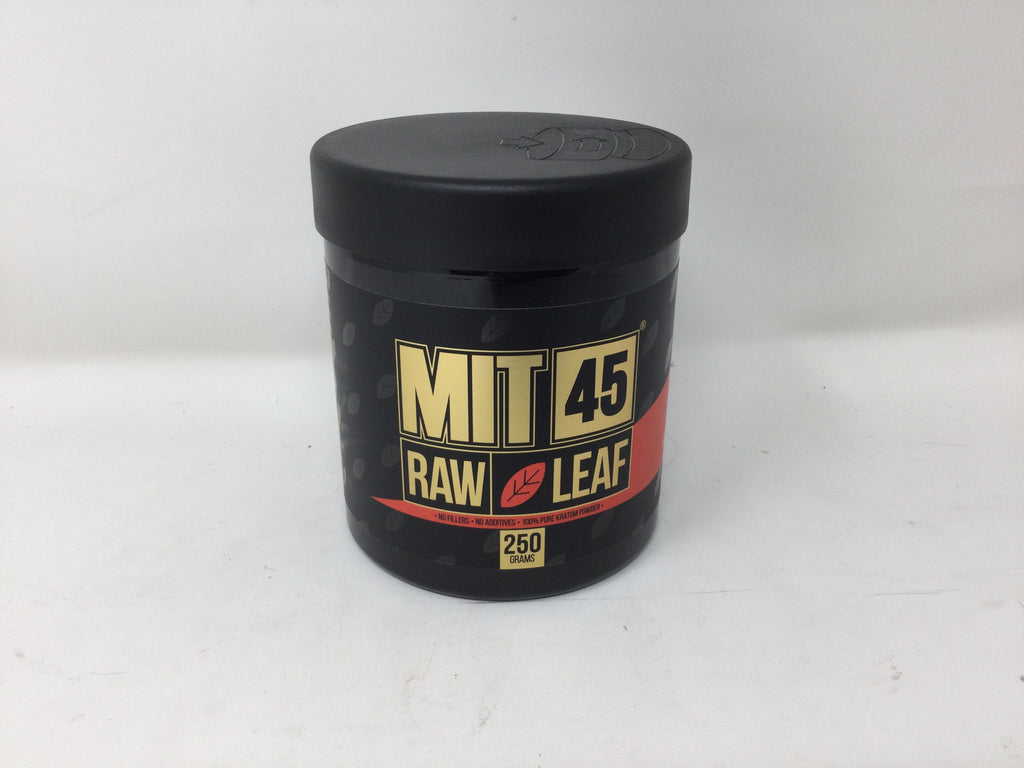 MIT 45®
RAW LEAF
• NO FILLERS • NO ADDITIVES • 100% PURE KRATOM POWDER •
250
GRAMS